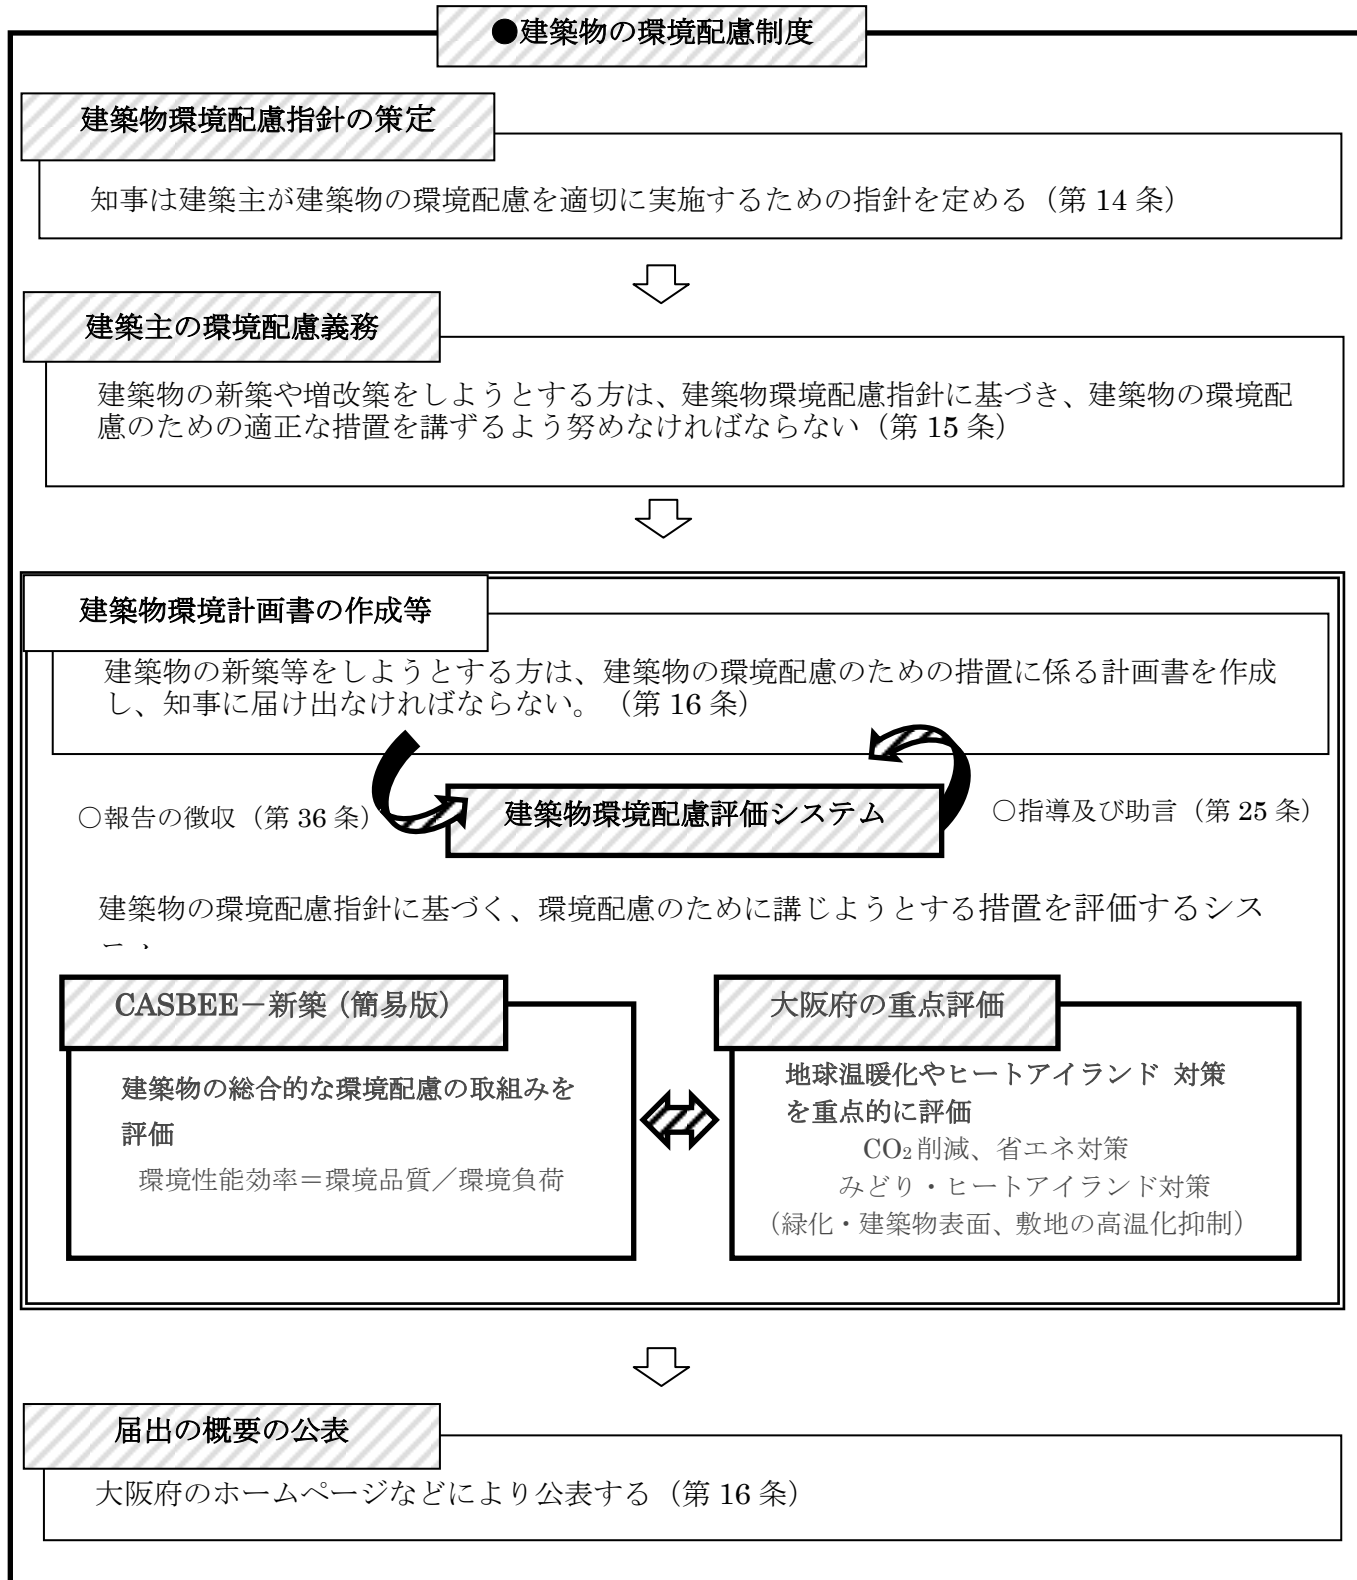 ●建築物の環境配慮制度
建築物環境配慮指針の策定
知事は建築主が建築物の環境配慮を適切に実施するための指針を定める（第 14 条）
建築主の環境配慮義務
建築物の新築や増改築をしようとする方は、建築物環境配慮指針に基づき、建築物の環境配
慮のための適正な措置を講ずるよう努めなければならない（第 15 条）
建築物環境計画書の作成等
建築物の新築等をしようとする方は、建築物の環境配慮のための措置に係る計画書を作成
し、知事に届け出なければならない。（第 16 条）
○報告の徴収（第 36 条）
建築物環境配慮評価システム
○指導及び助言（第 25 条）
建築物の環境配慮指針に基づく、環境配慮のために講じようとする措置を評価するシス
CASBEE－新築（簡易版）
建築物の総合的な環境配慮の取組みを
評価
環境性能効率＝環境品質／環境負荷
大阪府の重点評価
地球温暖化やヒートアイランド 対策
を重点的に評価
CO₂削減、省エネ対策
みどり・ヒートアイランド対策
（緑化・建築物表面、敷地の高温化抑制）
届出の概要の公表
大阪府のホームページなどにより公表する（第 16 条）